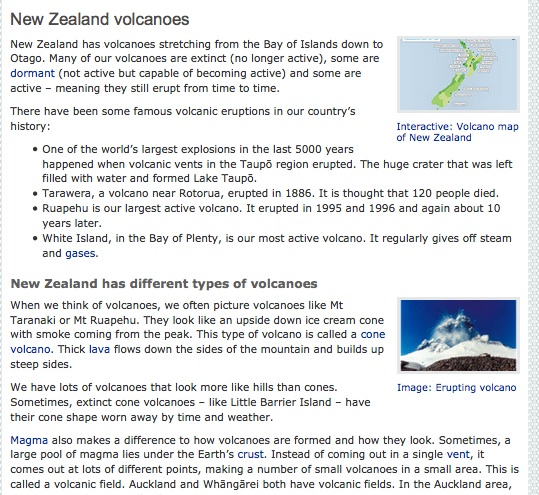 New Zealand volcanoes
New Zealand has volcanoes stretching from the Bay of Islands down to
Otago. Many of our volcanoes are extinct (no longer active), some are
dormant (not active but capable of becoming active) and some are
active – meaning they still erupt from time to time.
Interactive: Volcano map
of New Zealand
There have been some famous volcanic eruptions in our country's
history:
• One of the world's largest explosions in the last 5000 years
happened when volcanic vents in the Taupō region erupted. The huge crater that was left
filled with water and formed Lake Taupō.
• Tarawera, a volcano near Rotorua, erupted in 1886. It is thought that 120 people died.
• Ruapehu is our largest active volcano. It erupted in 1995 and 1996 and again about 10
years later.
• White Island, in the Bay of Plenty, is our most active volcano. It regularly gives off steam
and gases.
New Zealand has different types of volcanoes
When we think of volcanoes, we often picture volcanoes like Mt
Taranaki or Mt Ruapehu. They look like an upside down ice cream cone
with smoke coming from the peak. This type of volcano is called a cone
volcano. Thick lava flows down the sides of the mountain and builds up
steep sides.
Image: Erupting volcano
We have lots of volcanoes that look more like hills than cones.
Sometimes, extinct cone volcanoes – like Little Barrier Island – have
their cone shape worn away by time and weather.
Magma also makes a difference to how volcanoes are formed and how they look. Sometimes, a
large pool of magma lies under the Earth's crust. Instead of coming out in a single vent, it
comes out at lots of different points, making a number of small volcanoes in a small area. This is
called a volcanic field. Auckland and Whāngārei both have volcanic fields. In the Auckland area,